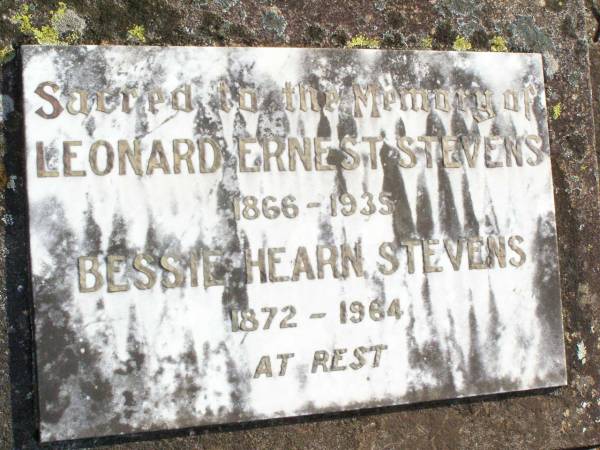 Sacred to the Memory of
LEONARD ERNEST STEVENS
1866 - 1935
BESSIE HEARN STEVENS
1872 - 1964
AT REST